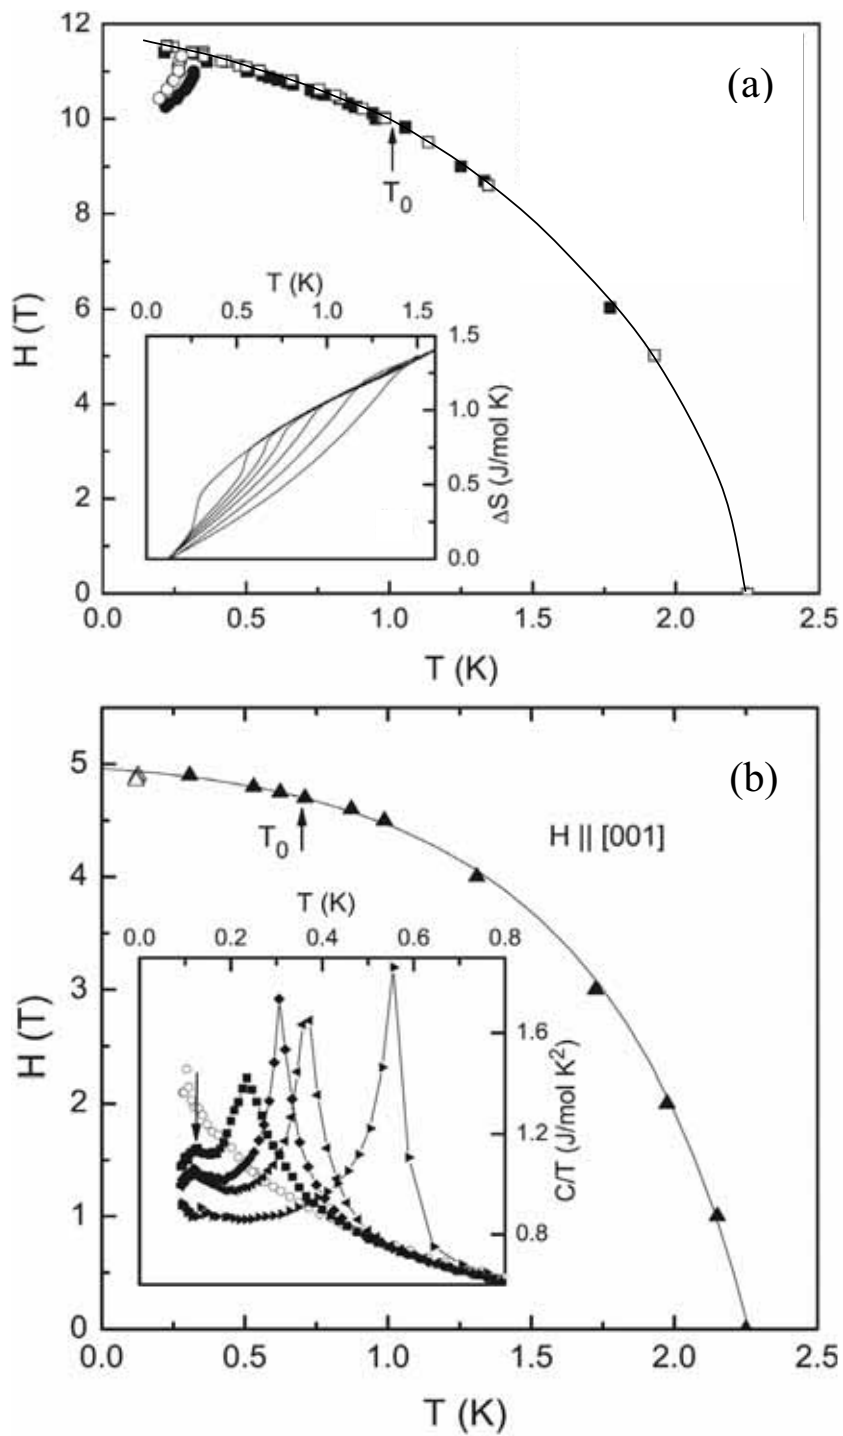 12
(a)
10
T0
8
T (K)
0.0 0.5 1.0 1.5
H (T)
6
1.5
4
1.0
ΔS (J/mol K)
2
0.5
0.0
0
0.0 0.5 1.0 1.5 2.0 2.5
T (K)
5
(b)
T0
H || [001]
4
T (K)
0.0 0.2 0.4 0.6 0.8
H (T)
3
1.6
C/T (J/mol K2)
2
1.2
1
0.8
0
0.0 0.5 1.0 1.5 2.0 2.5
T (K)